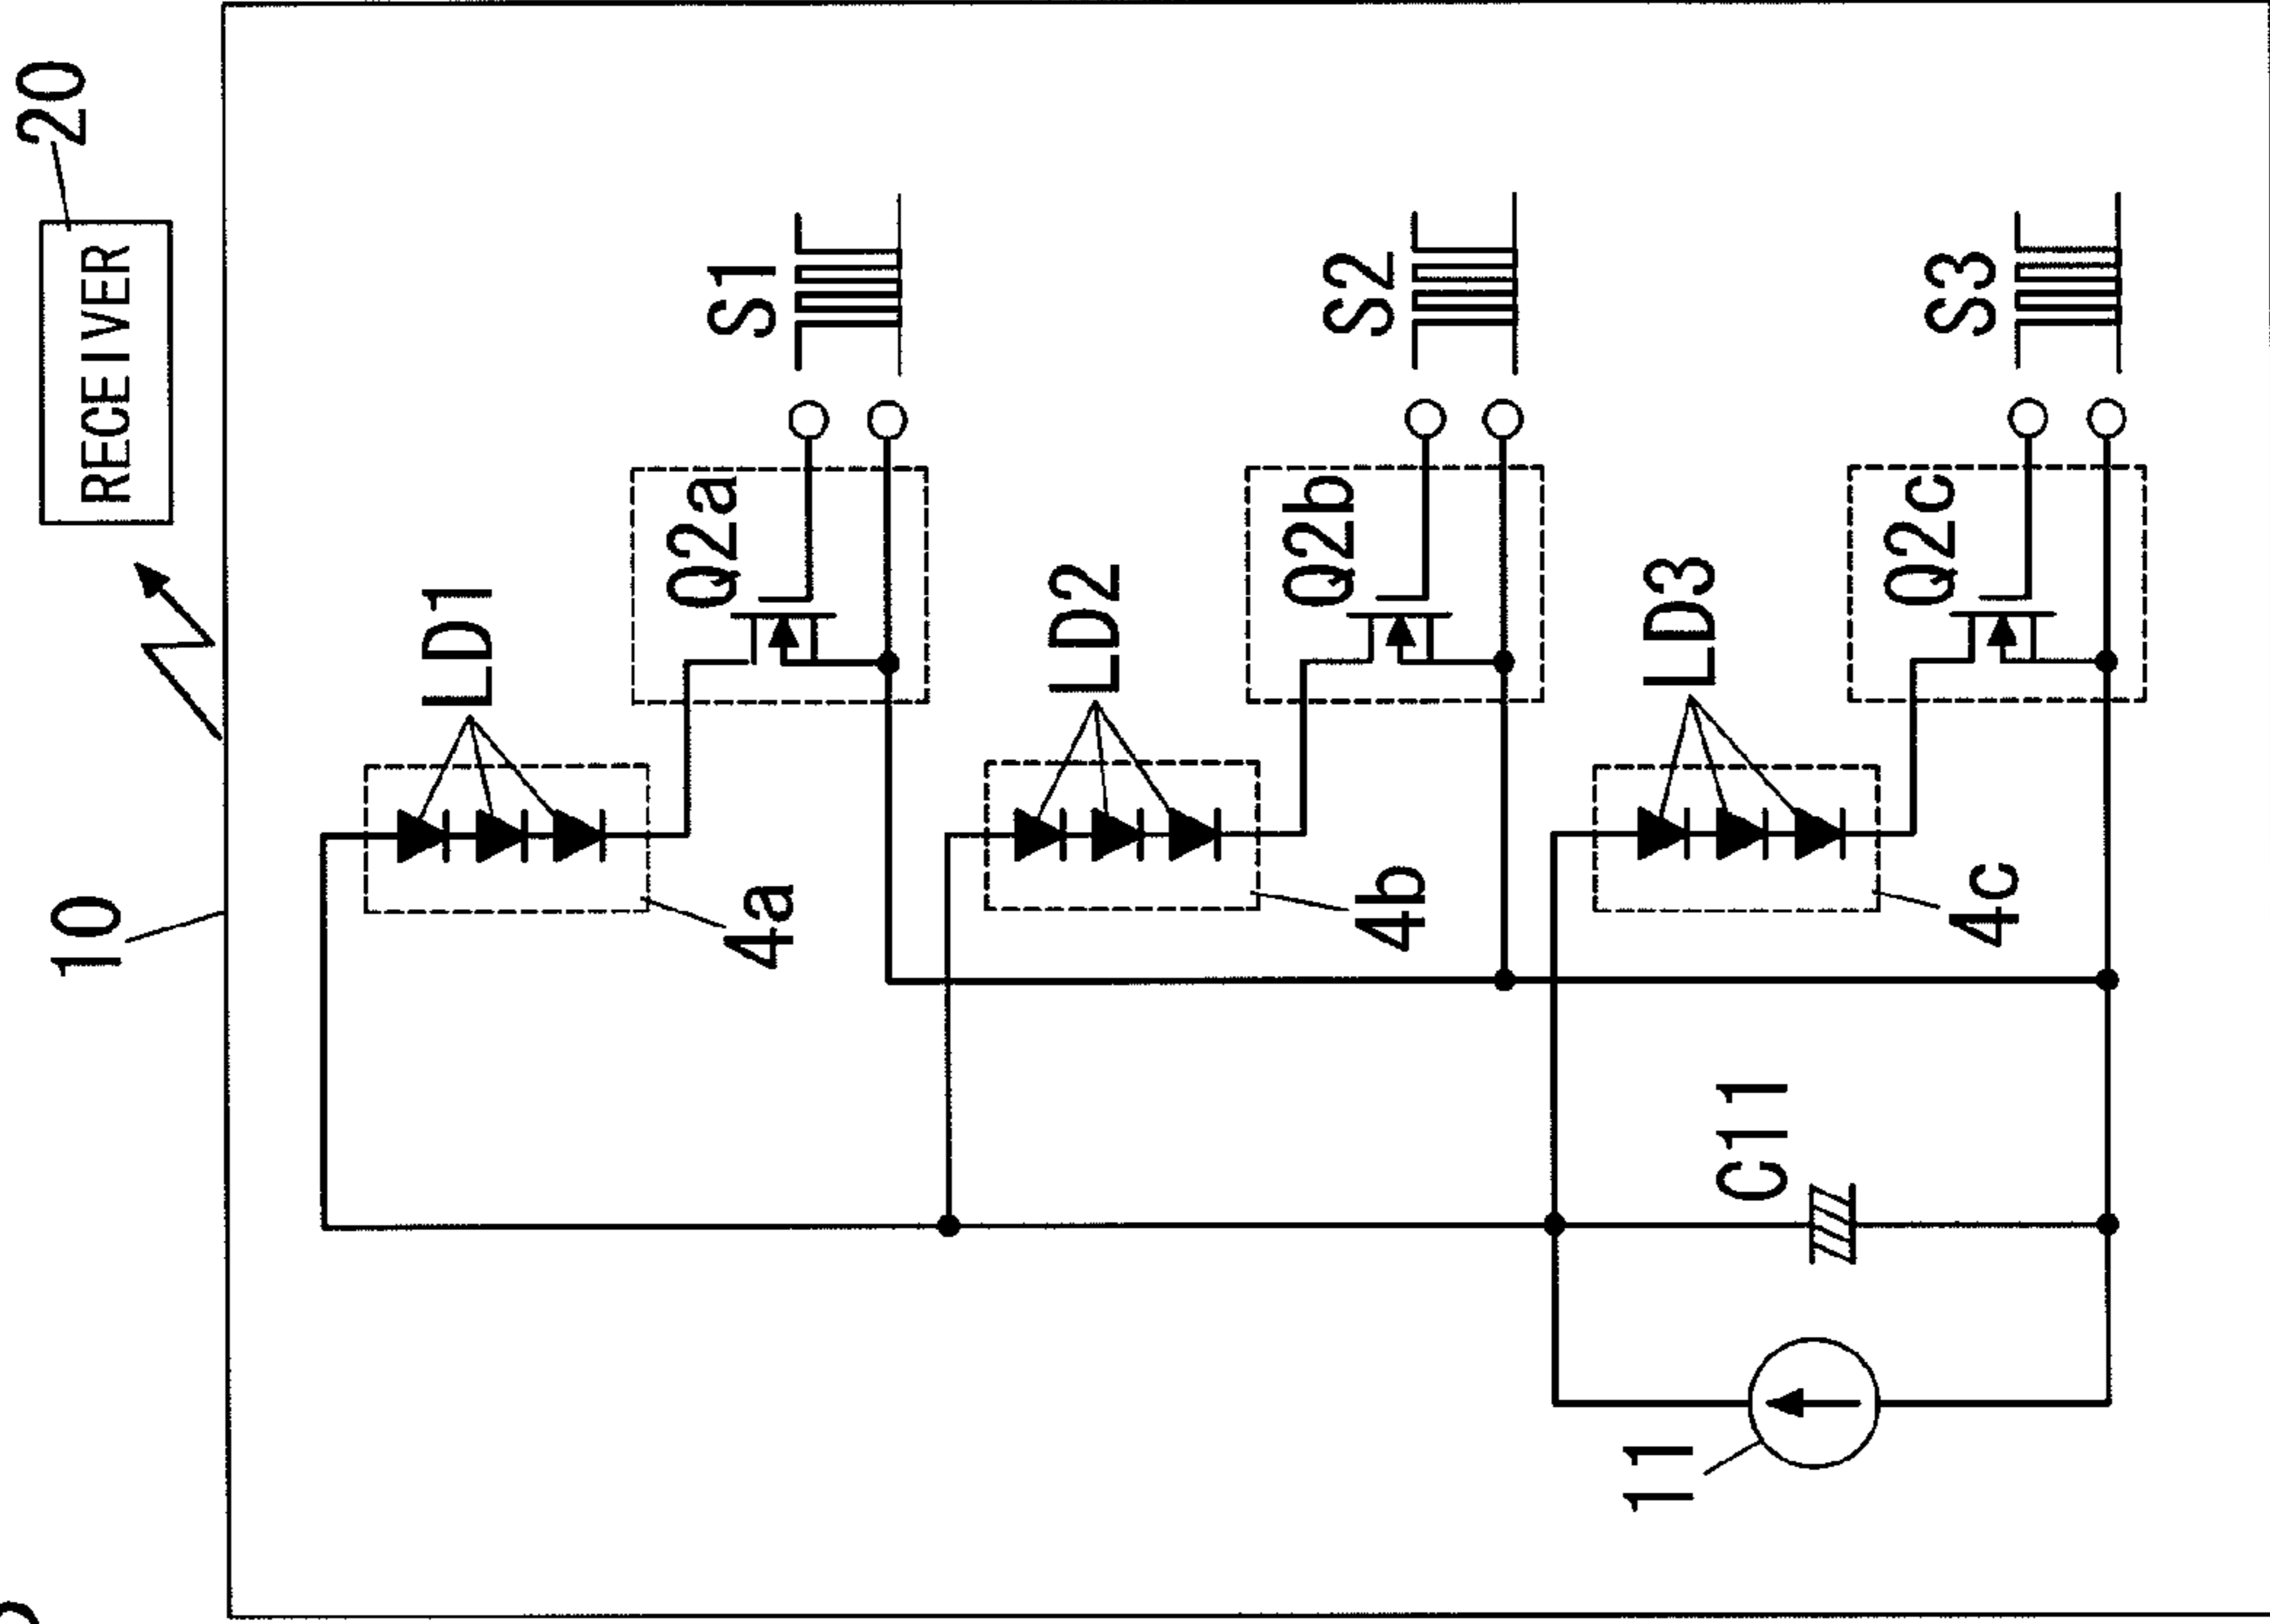 10
RECEIVER
20
LD1
4a
Q2a
S1
LD2
4b
Q2b
S2
LD3
4c
Q2c
S3
C11
11